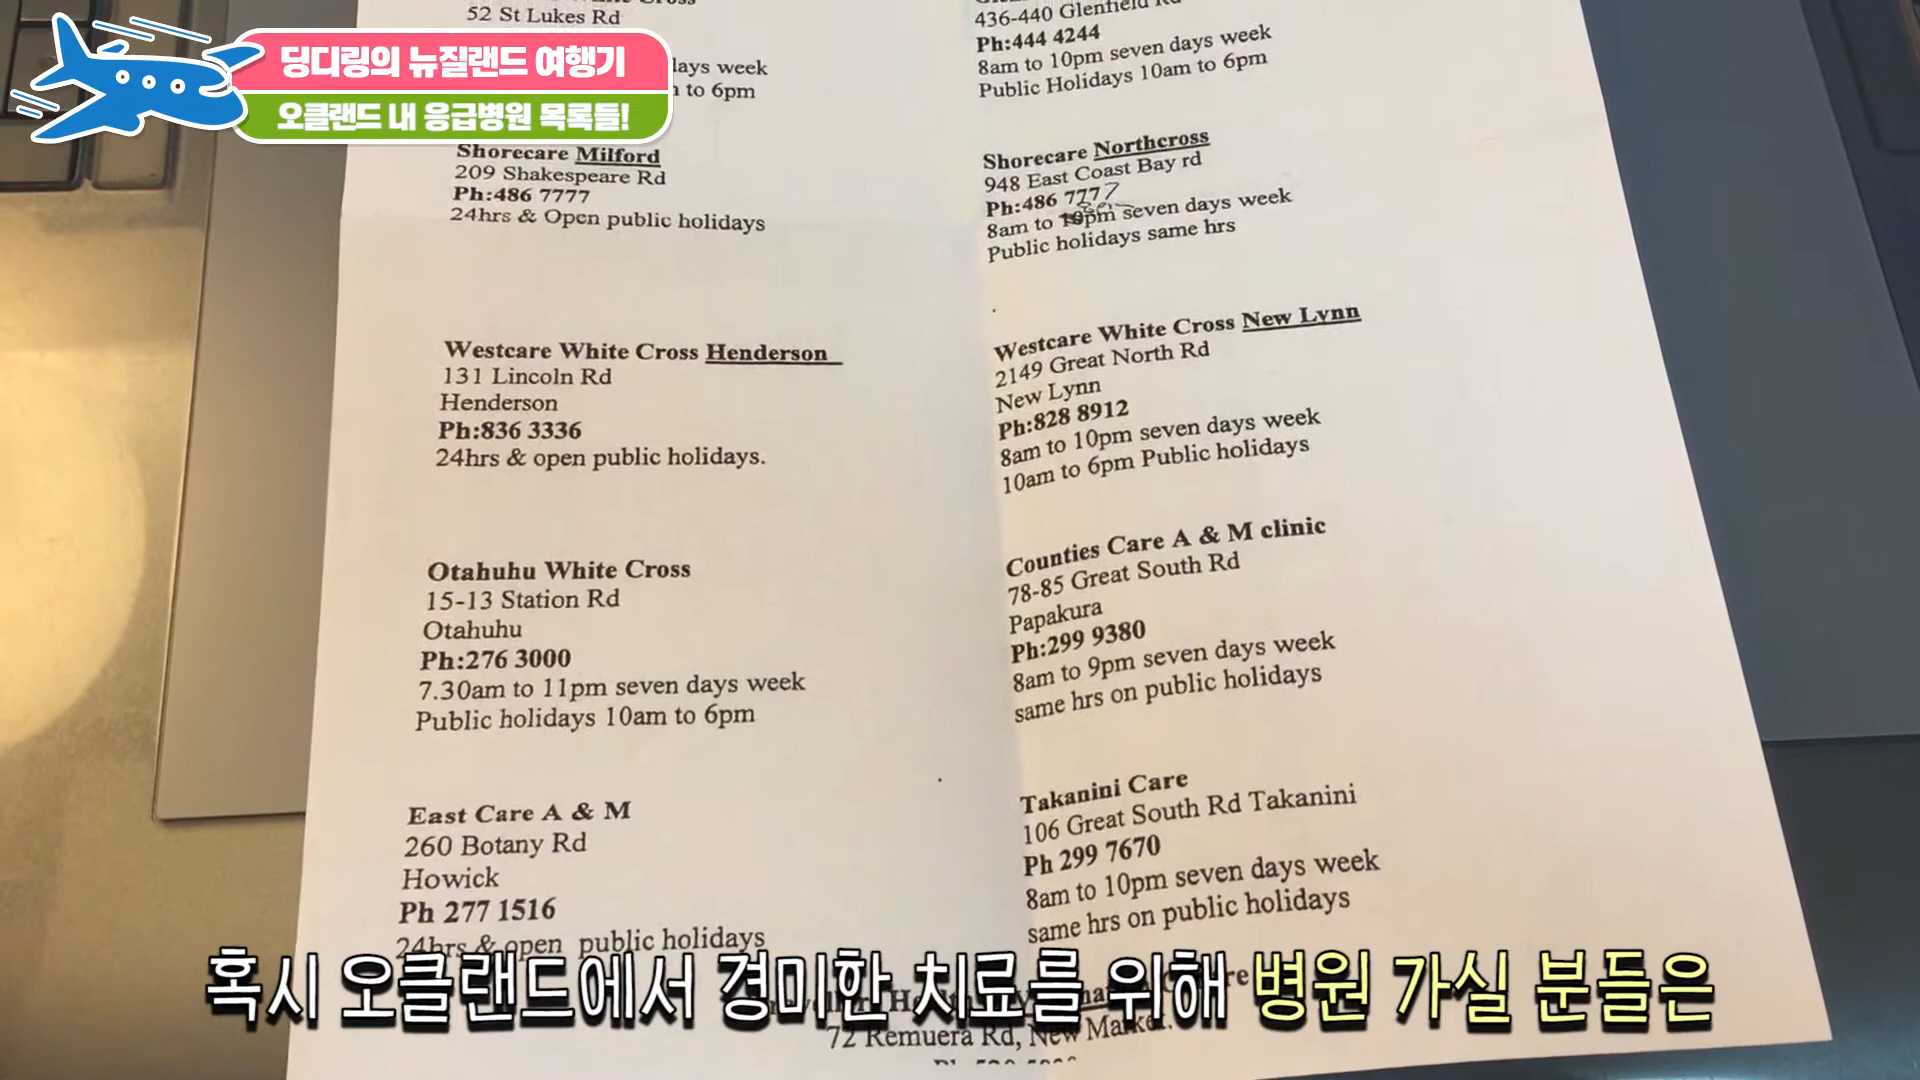 딩디링의 뉴질랜드 여행기
오클랜드 내 응급병원 목록들!
52 St Lukes Rd
days week
to 6pm
Shorecare Milford
209 Shakespeare Rd
Ph:486 7777
24hrs & Open public holidays
Westcare White Cross Henderson
131 Lincoln Rd
Henderson
Ph:836 3336
24hrs & open public holidays.
Otahuhu White Cross
15-13 Station Rd
Otahuhu
Ph:276 3000
7.30am to 11pm seven days week
Public holidays 10am to 6pm
East Care A & M
260 Botany Rd
Howick
Ph 277 1516
24hrs & open public holidays
436-440 Glenfield Rd
Ph:444 4244
8am to 10pm seven days week
Public Holidays 10am to 6pm
Shorecare Northcross
948 East Coast Bay rd
Ph:486 7777
8am to 10pm seven days week
Public holidays same hrs
Westcare White Cross New Lynn
2149 Great North Rd
New Lynn
Ph:828 8912
8am to 10pm seven days week
10am to 6pm Public holidays
Counties Care A & M clinic
78-85 Great South Rd
Papakura
Ph:299 9380
8am to 9pm seven days week
same hrs on public holidays
Takanini Care
106 Great South Rd Takanini
Ph 299 7670
8am to 10pm seven days week
same hrs on public holidays
72 Remuera Rd, New Market.
혹시 오클랜드에서 경미한 치료를 위해 병원 가실 분들은